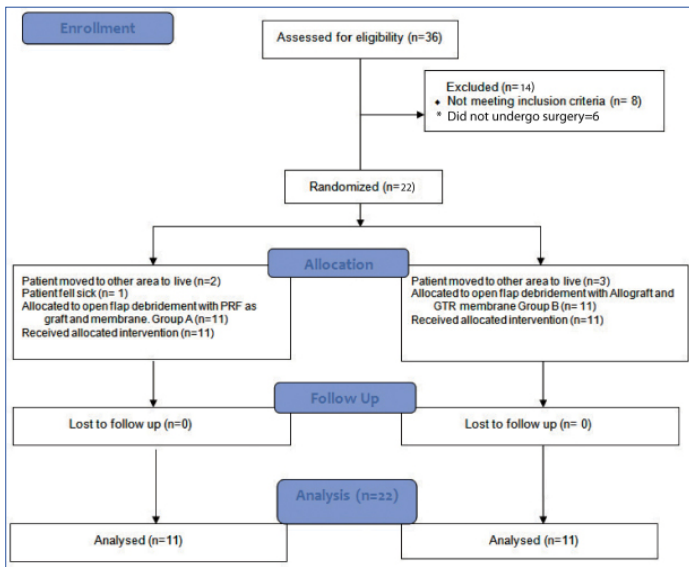 Enrollment
Assessed for eligibility (n=36)
Excluded (n=14)
♦ Not meeting inclusion criteria (n= 8)
* Did not undergo surgery=6
Randomized (n=22)
Allocation
Patient moved to other area to live (n=2)
Patient fell sick (n= 1)
Allocated to open flap debridement with PRF as
graft and membrane. Group A (n=11)
Received allocated intervention (n=11)
Patient moved to other area to live (n=3)
Allocated to open flap debridement with Allograft and
GTR membrane Group B (n= 11)
Received allocated intervention (n=11)
Follow Up
Lost to follow up (n=0)
Lost to follow up (n= 0)
Analysis (n=22)
Analysed (n=11)
Analysed (n=11)